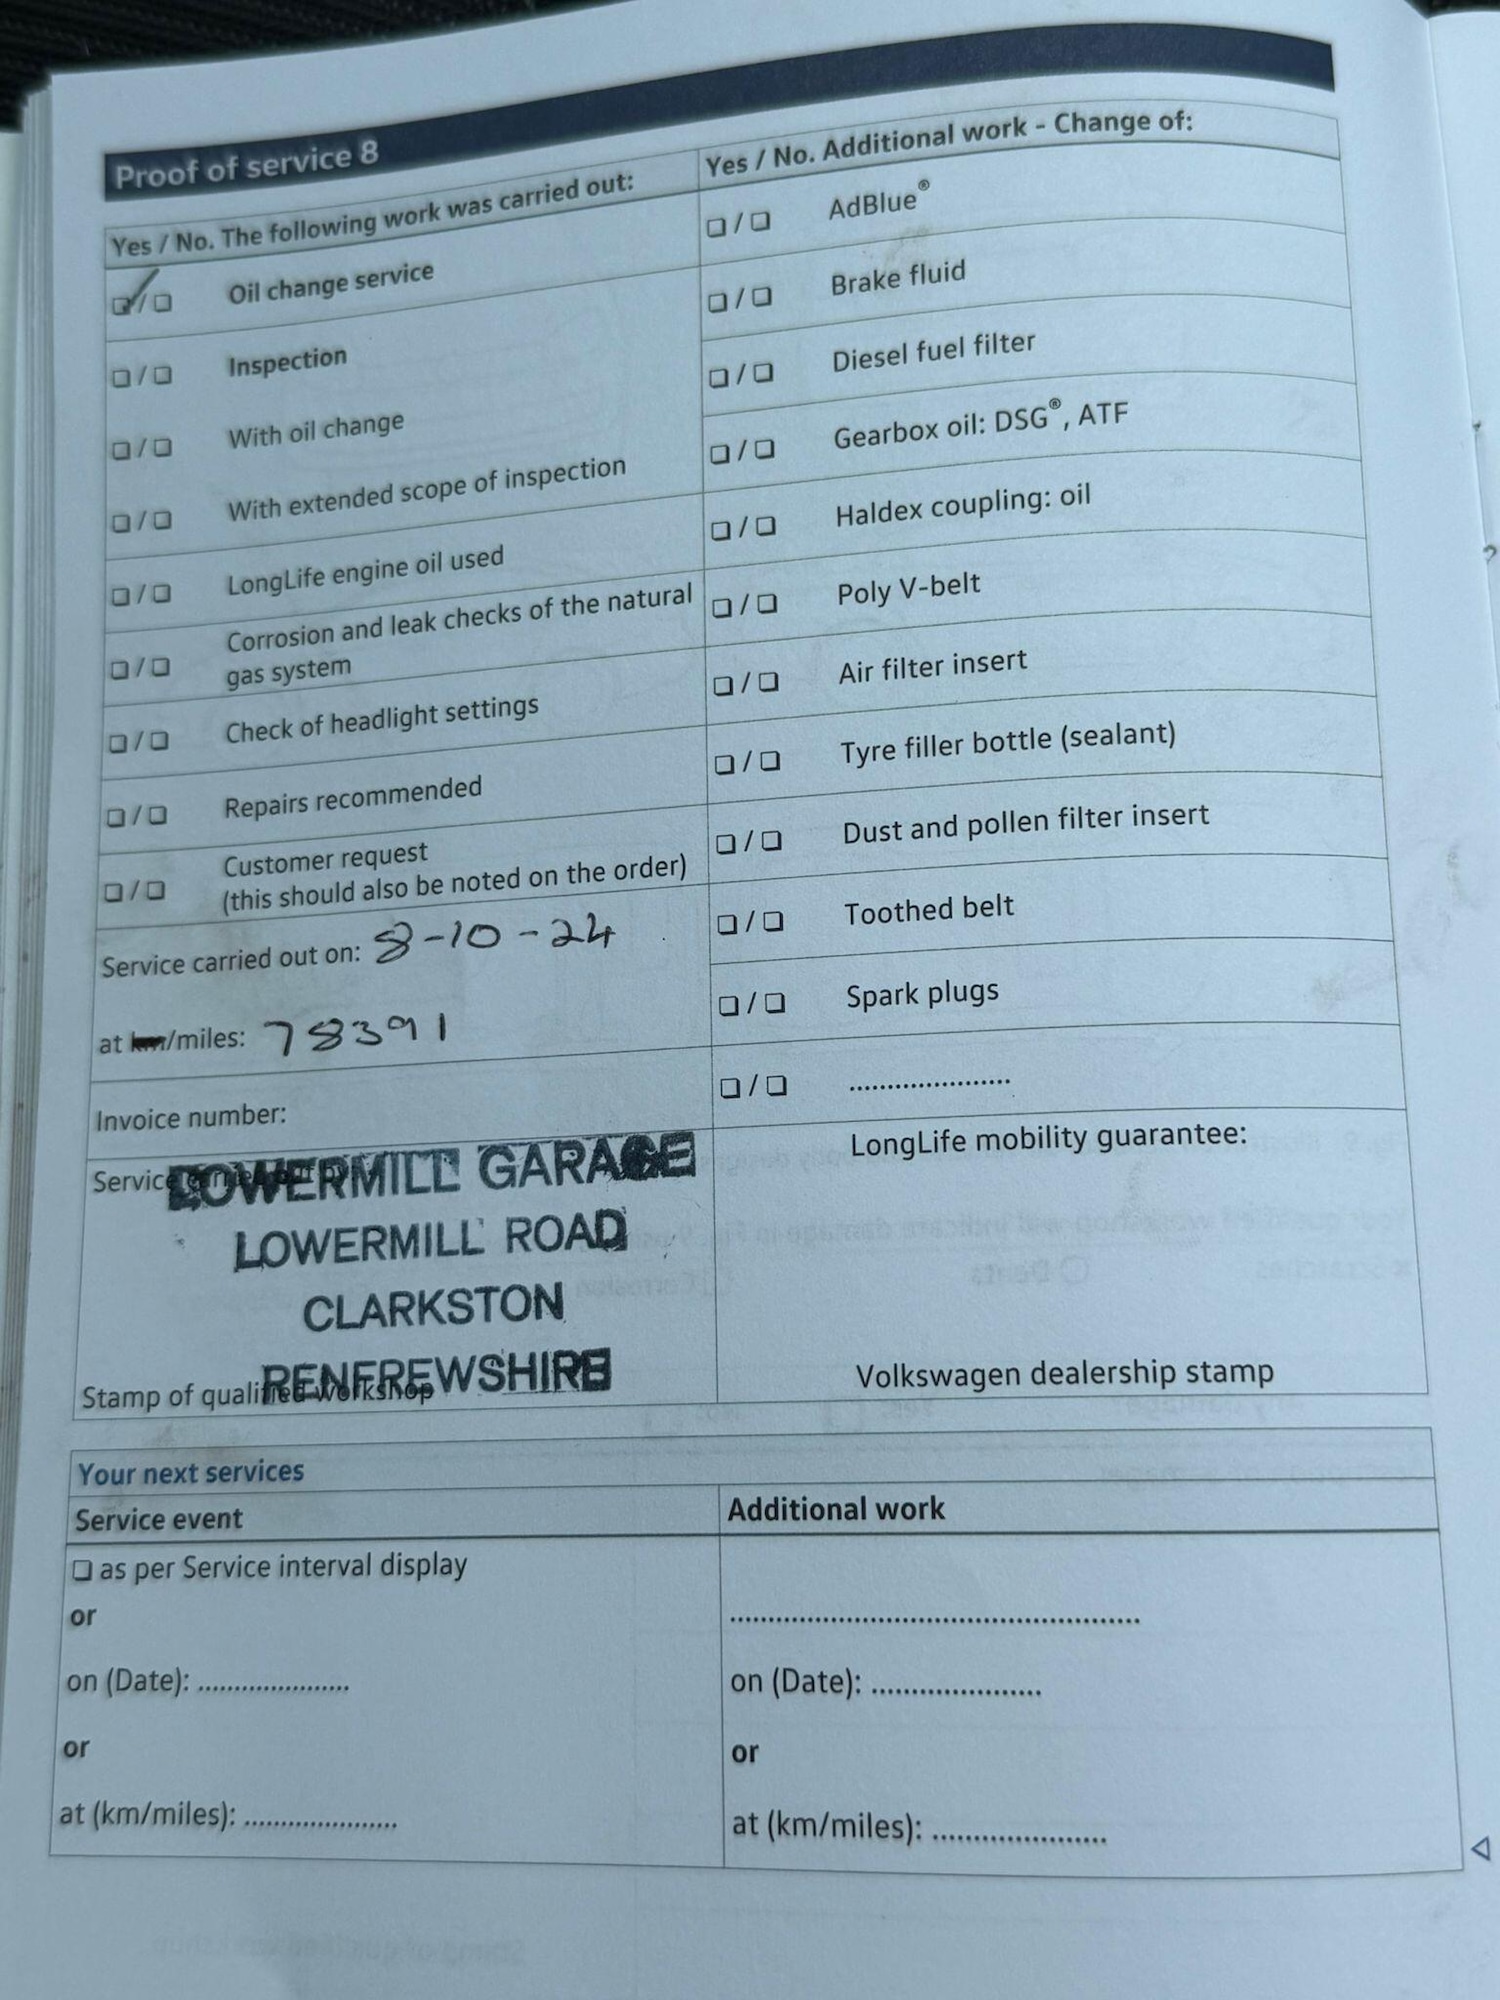 Proof of service 8
Yes / No. The following work was carried out:
☑/☐ Oil change service
☐/☐ Inspection
☐/☐ With oil change
☐/☐ With extended scope of inspection
☐/☐ LongLife engine oil used
☐/☐ Corrosion and leak checks of the natural
gas system
☐/☐ Check of headlight settings
☐/☐ Repairs recommended
☐/☐ Customer request
(this should also be noted on the order)
Service carried out on: 8-10-24
at km/miles: 78391
Invoice number:
Service carried out by:
LOWERMILL GARAGE
LOWERMILL ROAD
CLARKSTON
RENFREWSHIRE
Stamp of qualified workshop
Yes / No. Additional work - Change of:
☐/☐ AdBlue®
☐/☐ Brake fluid
☐/☐ Diesel fuel filter
☐/☐ Gearbox oil: DSG®, ATF
☐/☐ Haldex coupling: oil
☐/☐ Poly V-belt
☐/☐ Air filter insert
☐/☐ Tyre filler bottle (sealant)
☐/☐ Dust and pollen filter insert
☐/☐ Toothed belt
☐/☐ Spark plugs
☐/☐ .....................
LongLife mobility guarantee:
Volkswagen dealership stamp
Your next services
Service event
☐ as per Service interval display
or
on (Date): .....................
or
at (km/miles): .....................
Additional work
...................................................
on (Date): .....................
or
at (km/miles): .....................